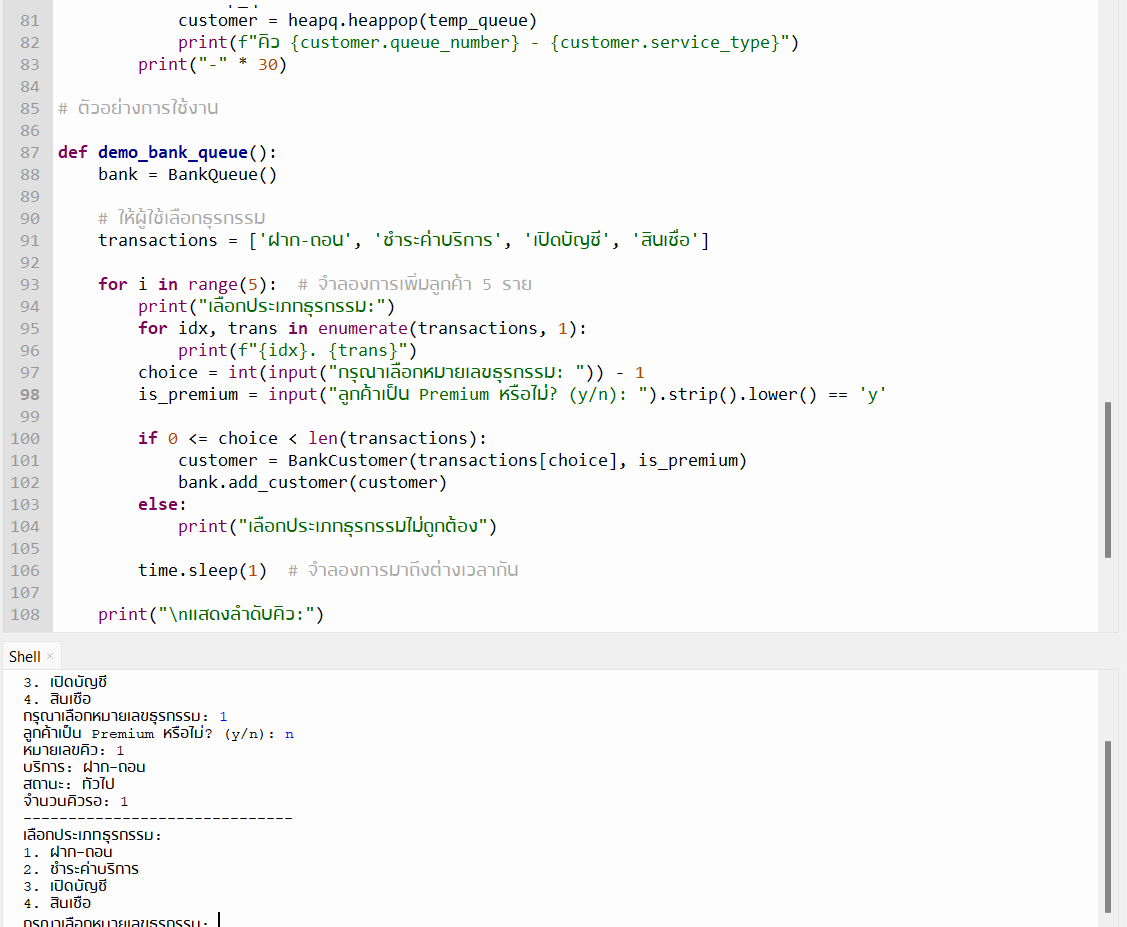 81 customer = heapq.heappop(temp_queue)
82 print(f"คิว {customer.queue_number} - {customer.service_type}")
83 print("-" * 30)
84
85 # ตัวอย่างการใช้งาน
86
87 def demo_bank_queue():
88 bank = BankQueue()
89
90 # ให้ผู้ใช้เลือกธุรกรรม
91 transactions = ['ฝาก-ถอน', 'ชำระค่าบริการ', 'เปิดบัญชี', 'สินเชื่อ']
92
93 for i in range(5): # จำลองการเพิ่มลูกค้า 5 ราย
94 print("เลือกประเภทธุรกรรม:")
95 for idx, trans in enumerate(transactions, 1):
96 print(f"{idx}. {trans}")
97 choice = int(input("กรุณาเลือกหมายเลขธุรกรรม: ")) - 1
98 is_premium = input("ลูกค้าเป็น Premium หรือไม่? (y/n): ").strip().lower() == 'y'
99
100 if 0 <= choice < len(transactions):
101 customer = BankCustomer(transactions[choice], is_premium)
102 bank.add_customer(customer)
103 else:
104 print("เลือกประเภทธุรกรรมไม่ถูกต้อง")
105
106 time.sleep(1) # จำลองการมาถึงต่างเวลากัน
107
108 print("\nแสดงลำดับคิว:")
Shell ×
3. เปิดบัญชี
4. สินเชื่อ
กรุณาเลือกหมายเลขธุรกรรม: 1
ลูกค้าเป็น Premium หรือไม่? (y/n): n
หมายเลขคิว: 1
บริการ: ฝาก-ถอน
สถานะ: ทั่วไป
จำนวนคิวรอ: 1
------------------------------
เลือกประเภทธุรกรรม:
1. ฝาก-ถอน
2. ชำระค่าบริการ
3. เปิดบัญชี
4. สินเชื่อ
กรุณาเลือกหมายเลขธุรกรรม: